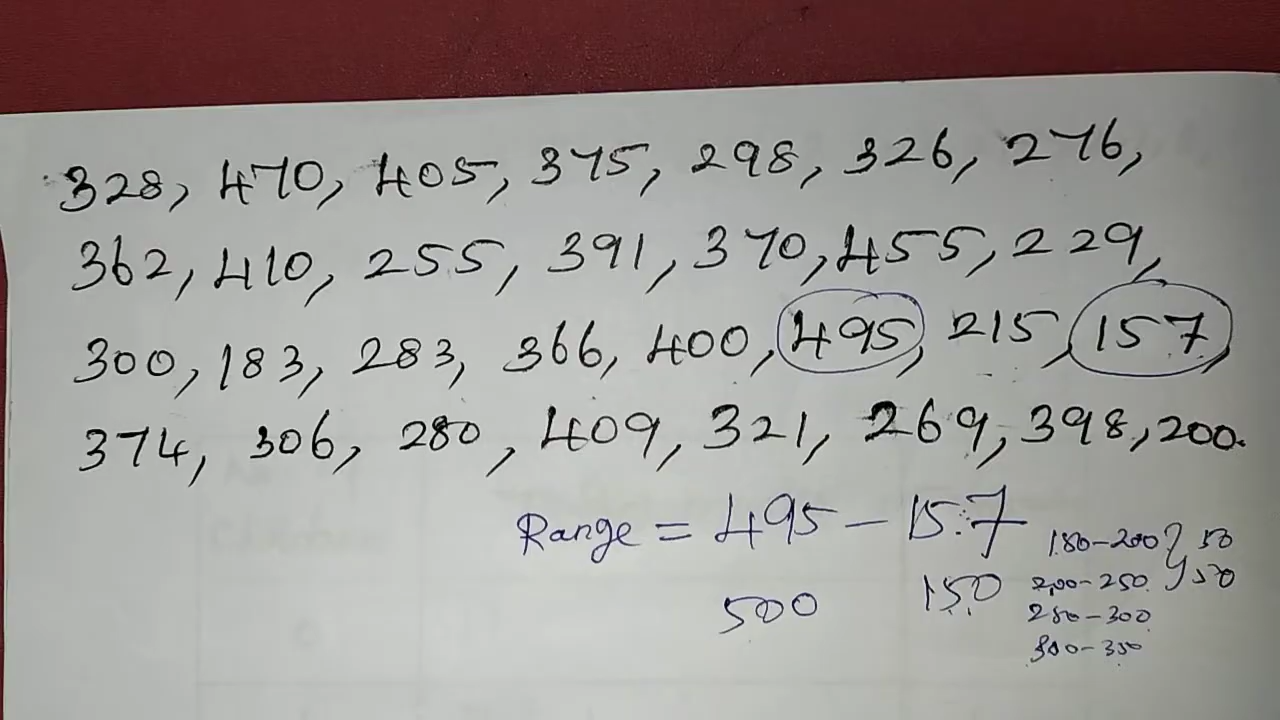 328, 470, 405, 375, 298, 326, 276,
362, 410, 255, 391, 370, 455, 229,
300, 183, 283, 366, 400, 495, 215, 157,
374, 306, 280, 409, 321, 269, 398, 200.
Range = 495 - 157
500 150
150-200 } 50
200-250 } 50
250-300
300-350